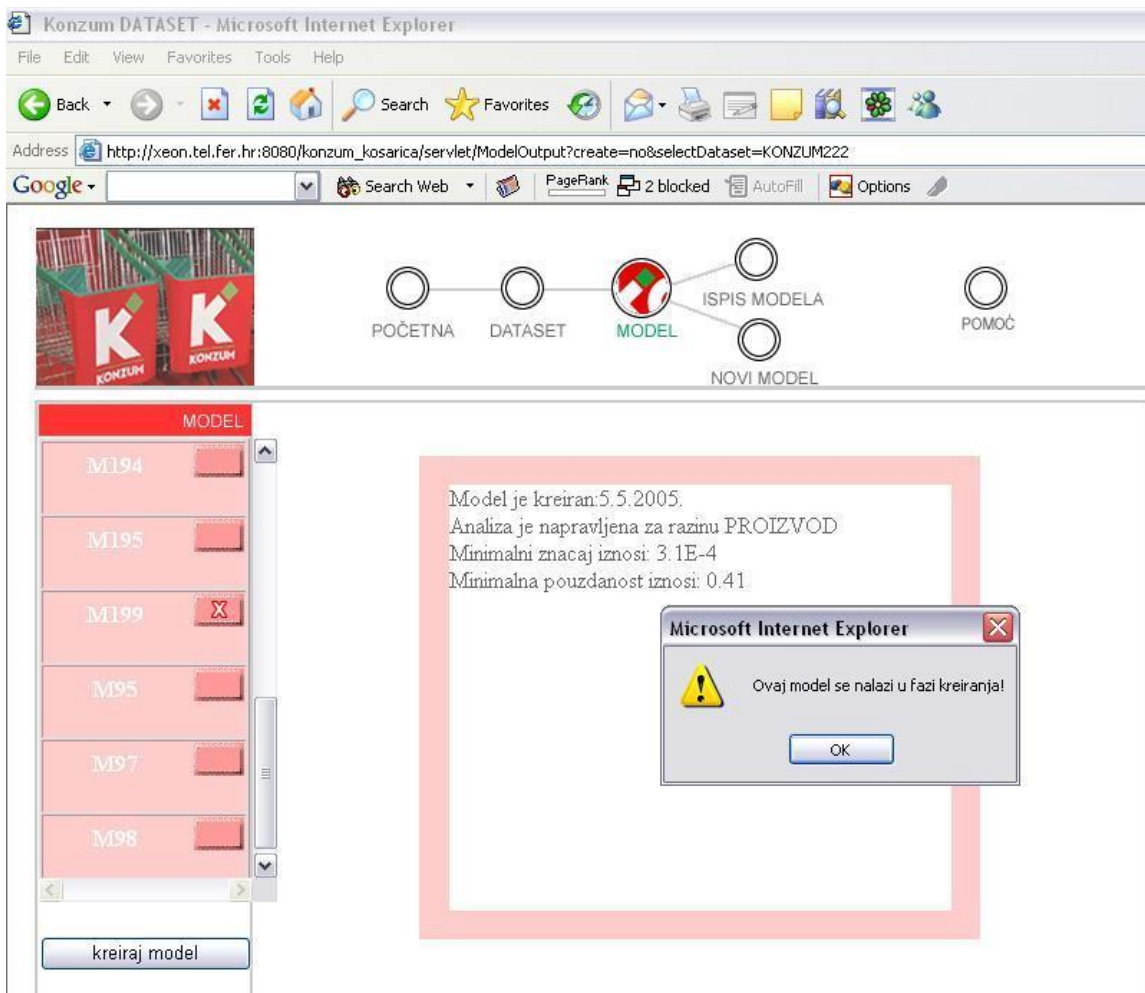 Konzum DATASET - Microsoft Internet Explorer
File Edit View Favorites Tools Help
Back Search Favorites
Address http://xeon.tel.fer.hr:8080/konzum_kosarica/servlet/ModelOutput?create=no&selectDataset=KONZUM222
Google Search Web PageRank 2 blocked AutoFill Options
K KONZUM
K KONZUM
POČETNA
DATASET
MODEL
ISPIS MODELA
NOVI MODEL
POMOĆ
MODEL
M194
M195
M199 X
M95
M97
M98
kreiraj model
Model je kreiran:5.5.2005.
Analiza je napravljena za razinu PROIZVOD
Minimalni znacaj iznosi: 3.1E-4
Minimalna pouzdanost iznosi: 0.41
Microsoft Internet Explorer
Ovaj model se nalazi u fazi kreiranja!
OK